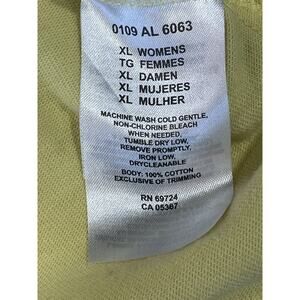 0109 AL 6063
XL WOMENS
TG FEMMES
XL DAMEN
XL MUJERES
XL MULHER
MACHINE WASH COLD GENTLE,
NON-CHLORINE BLEACH
WHEN NEEDED,
TUMBLE DRY LOW,
REMOVE PROMPTLY,
IRON LOW,
DRYCLEANABLE
BODY: 100% COTTON
EXCLUSIVE OF TRIMMING
RN 69724
CA 05367